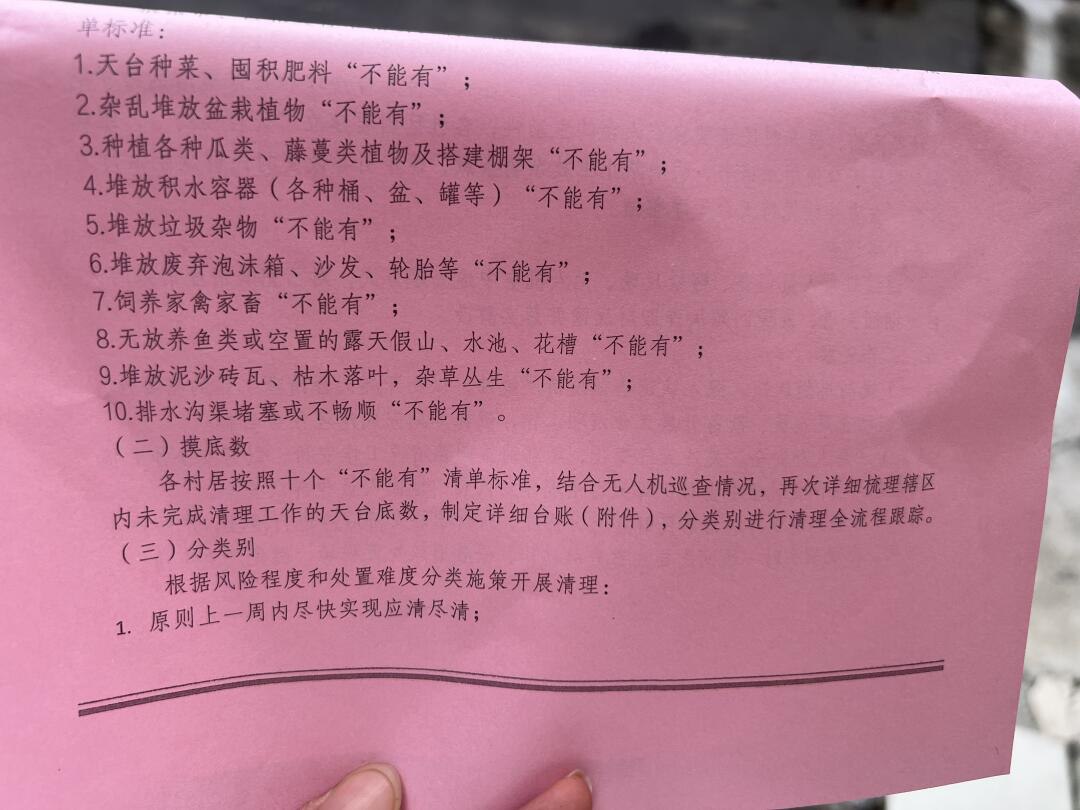 单标准：
1.天台种菜、囤积肥料“不能有”；
2.杂乱堆放盆栽植物“不能有”；
3.种植各种瓜类、藤蔓类植物及搭建棚架“不能有”；
4.堆放积水容器（各种桶、盆、罐等）“不能有”；
5.堆放垃圾杂物“不能有”；
6.堆放废弃泡沫箱、沙发、轮胎等“不能有”；
7.饲养家禽家畜“不能有”；
8.无放养鱼类或空置的露天假山、水池、花槽“不能有”；
9.堆放泥沙砖瓦、枯木落叶，杂草丛生“不能有”；
10.排水沟渠堵塞或不畅顺“不能有”。
（二）摸底数
各村居按照十个“不能有”清单标准，结合无人机巡查情况，再次详细梳理辖区
内未完成清理工作的天台底数，制定详细台账（附件），分类别进行清理全流程跟踪。
（三）分类别
根据风险程度和处置难度分类施策开展清理：
1. 原则上一周内尽快实现应清尽清；